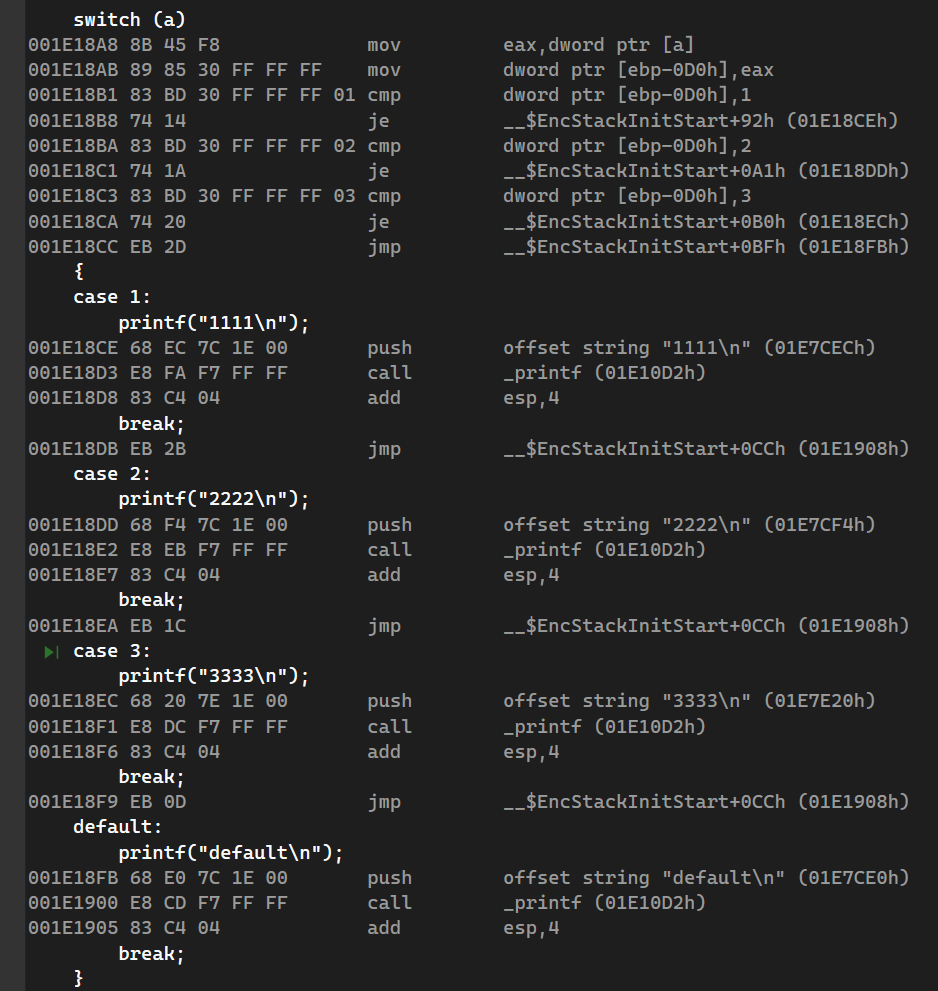 switch (a)
001E18A8 8B 45 F8 mov eax,dword ptr [a]
001E18AB 89 85 30 FF FF FF mov dword ptr [ebp-0D0h],eax
001E18B1 83 BD 30 FF FF FF 01 cmp dword ptr [ebp-0D0h],1
001E18B8 74 14 je __$EncStackInitStart+92h (01E18CEh)
001E18BA 83 BD 30 FF FF FF 02 cmp dword ptr [ebp-0D0h],2
001E18C1 74 1A je __$EncStackInitStart+0A1h (01E18DDh)
001E18C3 83 BD 30 FF FF FF 03 cmp dword ptr [ebp-0D0h],3
001E18CA 74 20 je __$EncStackInitStart+0B0h (01E18ECh)
001E18CC EB 2D jmp __$EncStackInitStart+0BFh (01E18FBh)
{
case 1:
printf("1111\n");
001E18CE 68 EC 7C 1E 00 push offset string "1111\n" (01E7CECh)
001E18D3 E8 FA F7 FF FF call _printf (01E10D2h)
001E18D8 83 C4 04 add esp,4
break;
001E18DB EB 2B jmp __$EncStackInitStart+0CCh (01E1908h)
case 2:
printf("2222\n");
001E18DD 68 F4 7C 1E 00 push offset string "2222\n" (01E7CF4h)
001E18E2 E8 EB F7 FF FF call _printf (01E10D2h)
001E18E7 83 C4 04 add esp,4
break;
001E18EA EB 1C jmp __$EncStackInitStart+0CCh (01E1908h)
case 3:
printf("3333\n");
001E18EC 68 20 7E 1E 00 push offset string "3333\n" (01E7E20h)
001E18F1 E8 DC F7 FF FF call _printf (01E10D2h)
001E18F6 83 C4 04 add esp,4
break;
001E18F9 EB 0D jmp __$EncStackInitStart+0CCh (01E1908h)
default:
printf("default\n");
001E18FB 68 E0 7C 1E 00 push offset string "default\n" (01E7CE0h)
001E1900 E8 CD F7 FF FF call _printf (01E10D2h)
001E1905 83 C4 04 add esp,4
break;
}